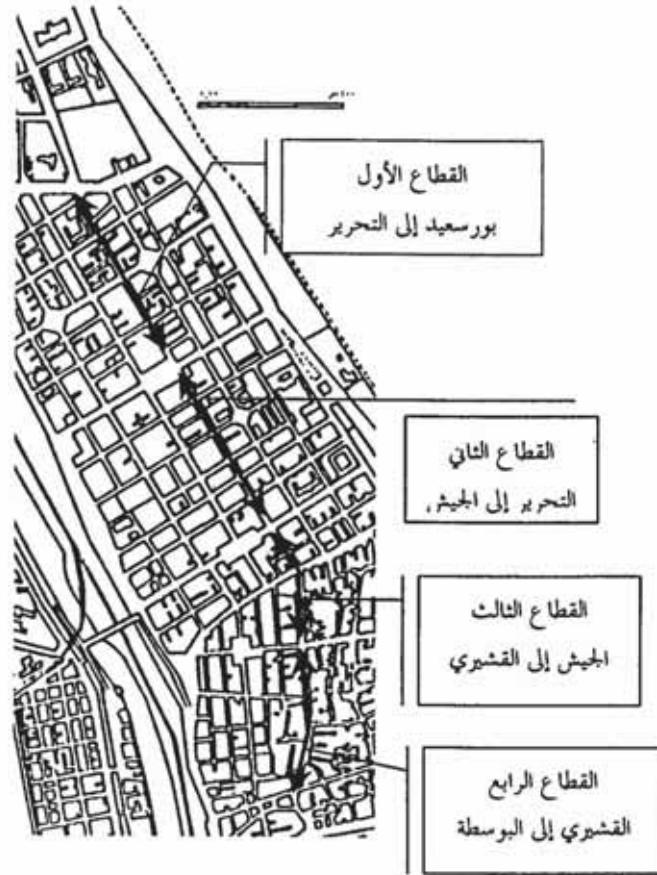 القطاع الأول
بورسعيد إلى التحرير
القطاع الثاني
التحرير إلى الجيش
القطاع الثالث
الجيش إلى القشيري
القطاع الرابع
القشيري إلى البوسطة